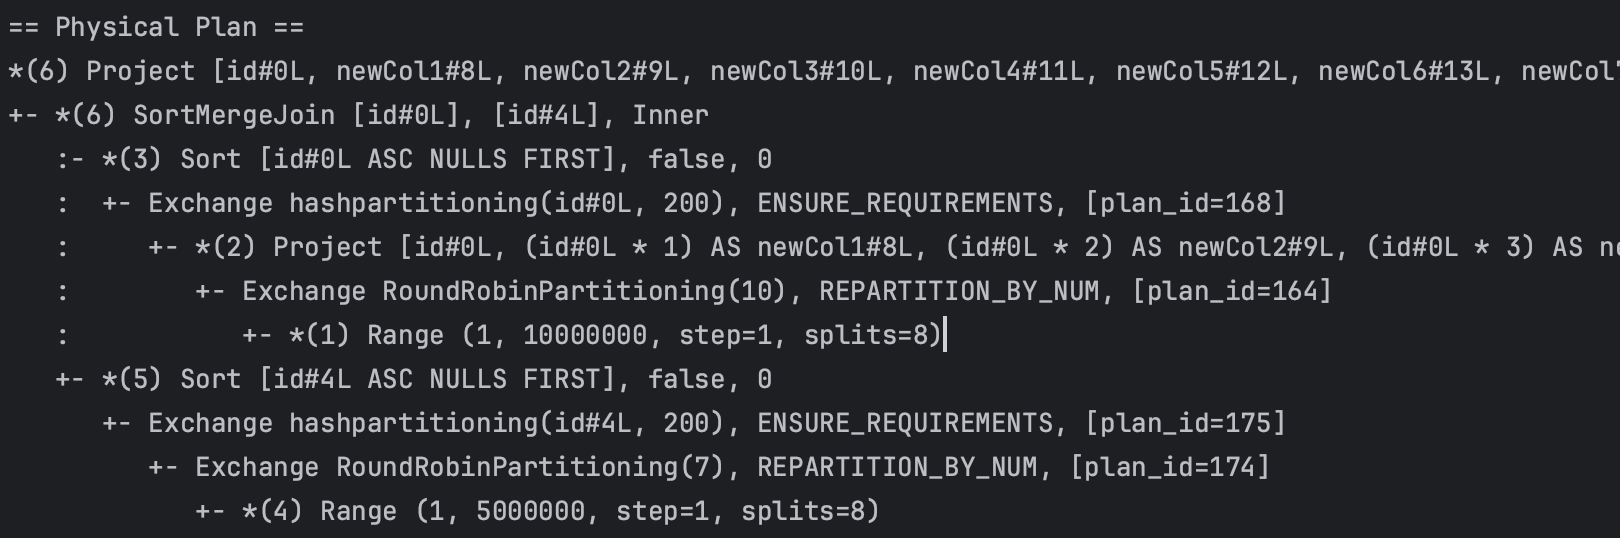 == Physical Plan ==
*(6) Project [id#0L, newCol1#8L, newCol2#9L, newCol3#10L, newCol4#11L, newCol5#12L, newCol6#13L, newCol7
+- *(6) SortMergeJoin [id#0L], [id#4L], Inner
   :- *(3) Sort [id#0L ASC NULLS FIRST], false, 0
   :  +- Exchange hashpartitioning(id#0L, 200), ENSURE_REQUIREMENTS, [plan_id=168]
   :     +- *(2) Project [id#0L, (id#0L * 1) AS newCol1#8L, (id#0L * 2) AS newCol2#9L, (id#0L * 3) AS ne
   :        +- Exchange RoundRobinPartitioning(10), REPARTITION_BY_NUM, [plan_id=164]
   :           +- *(1) Range (1, 10000000, step=1, splits=8)
   +- *(5) Sort [id#4L ASC NULLS FIRST], false, 0
      +- Exchange hashpartitioning(id#4L, 200), ENSURE_REQUIREMENTS, [plan_id=175]
         +- Exchange RoundRobinPartitioning(7), REPARTITION_BY_NUM, [plan_id=174]
            +- *(4) Range (1, 5000000, step=1, splits=8)